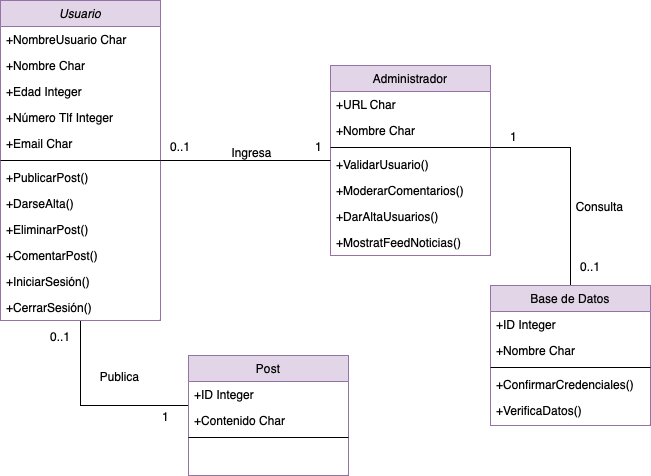 Usuario
+NombreUsuario Char
+Nombre Char
+Edad Integer
+Número Tlf Integer
+Email Char
+PublicarPost()
+DarseAlta()
+EliminarPost()
+ComentarPost()
+IniciarSesión()
+CerrarSesión()
0..1
Ingresa
1
Administrador
+URL Char
+Nombre Char
+ValidarUsuario()
+ModerarComentarios()
+DarAltaUsuarios()
+MostratFeedNoticias()
1
Consulta
0..1
Base de Datos
+ID Integer
+Nombre Char
+ConfirmarCredenciales()
+VerificaDatos()
0..1
Publica
1
Post
+ID Integer
+Contenido Char